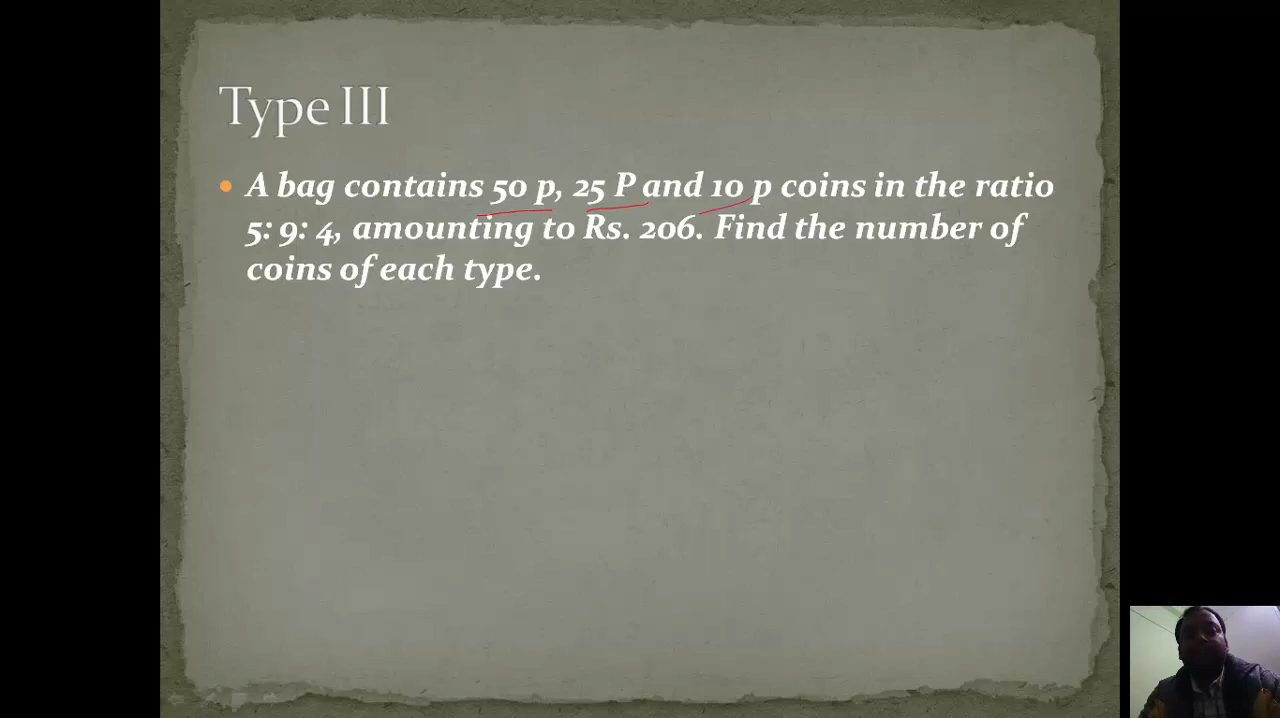 Type III
A bag contains 50 p, 25 P and 10 p coins in the ratio
5: 9: 4, amounting to Rs. 206. Find the number of
coins of each type.